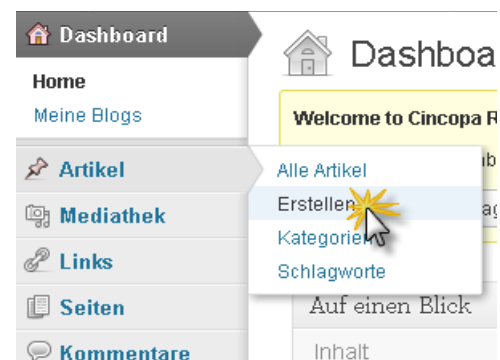 Dashboard
Home
Meine Blogs
Artikel
Mediathek
Links
Seiten
Kommentare
Dashboa
Welcome to Cincopa R
Alle Artikel
Erstellen
Kategorien
Schlagworte
Auf einen Blick
Inhalt